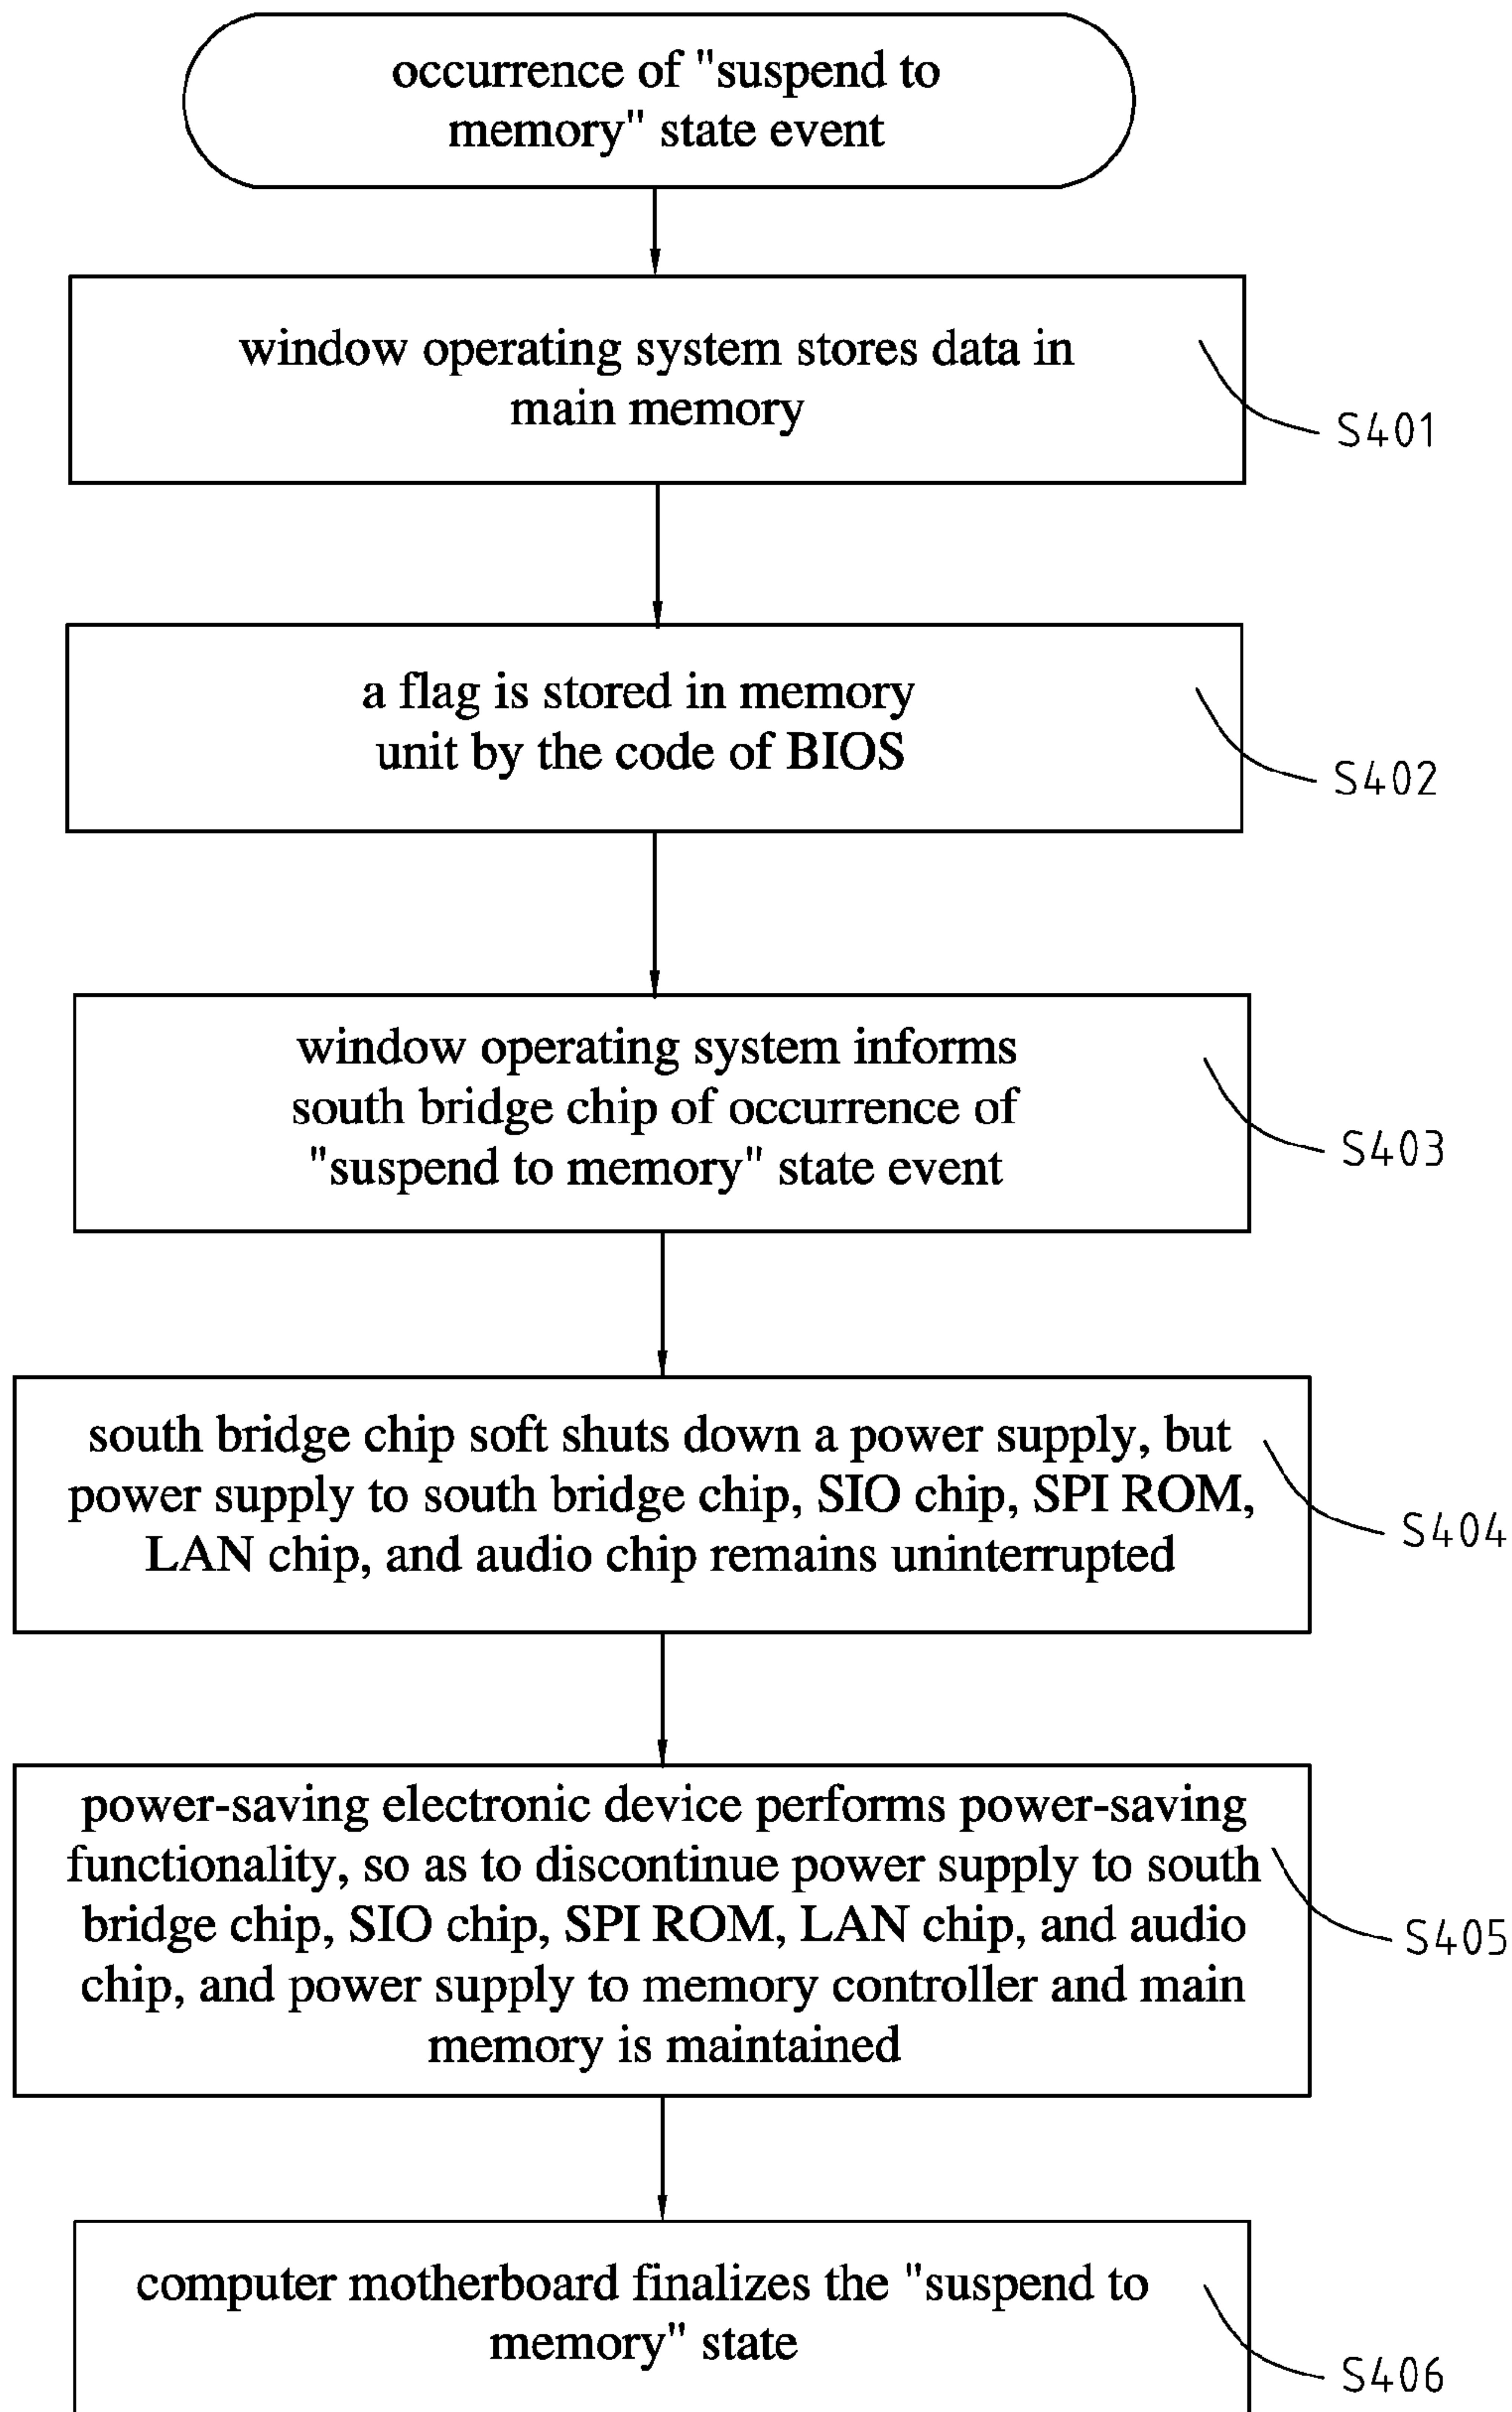 occurrence of "suspend to
memory" state event
window operating system stores data in
main memory
S401
a flag is stored in memory
unit by the code of BIOS
S402
window operating system informs
south bridge chip of occurrence of
"suspend to memory" state event
S403
south bridge chip soft shuts down a power supply, but
power supply to south bridge chip, SIO chip, SPI ROM,
LAN chip, and audio chip remains uninterrupted
S404
power-saving electronic device performs power-saving
functionality, so as to discontinue power supply to south
bridge chip, SIO chip, SPI ROM, LAN chip, and audio
chip, and power supply to memory controller and main
memory is maintained
S405
computer motherboard finalizes the "suspend to
memory" state
S406